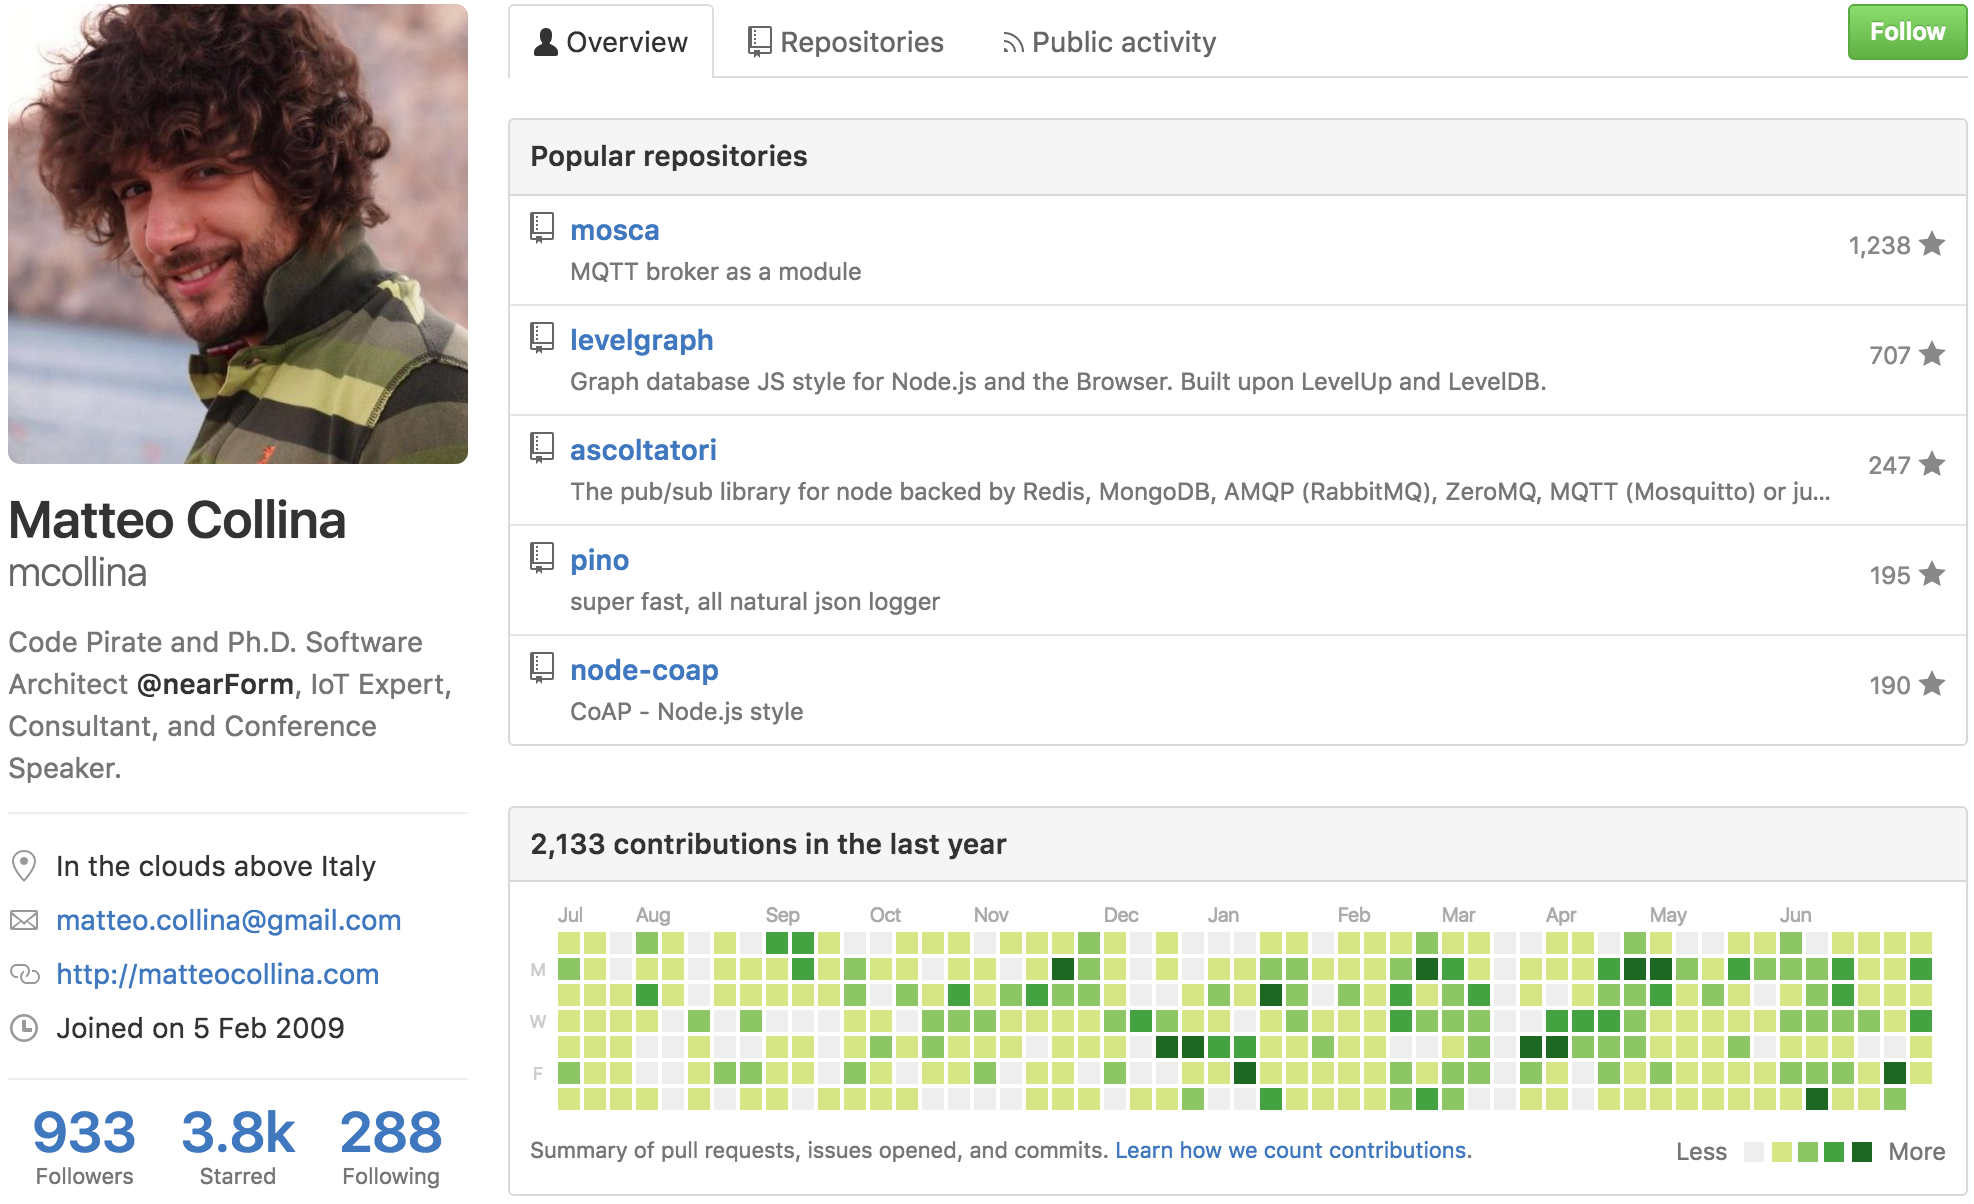 Matteo Collina
mcollina
Code Pirate and Ph.D. Software
Architect @nearForm, IoT Expert,
Consultant, and Conference
Speaker.
In the clouds above Italy
matteo.collina@gmail.com
http://matteocollina.com
Joined on 5 Feb 2009
933 3.8k 288
Followers Starred Following
Overview Repositories Public activity Follow
Popular repositories
mosca
MQTT broker as a module
1,238
levelgraph
Graph database JS style for Node.js and the Browser. Built upon LevelUp and LevelDB.
707
ascoltatori
The pub/sub library for node backed by Redis, MongoDB, AMQP (RabbitMQ), ZeroMQ, MQTT (Mosquitto) or ju...
247
pino
super fast, all natural json logger
195
node-coap
CoAP - Node.js style
190
2,133 contributions in the last year
Jul Aug Sep Oct Nov Dec Jan Feb Mar Apr May Jun
M
W
F
Summary of pull requests, issues opened, and commits. Learn how we count contributions.
Less More